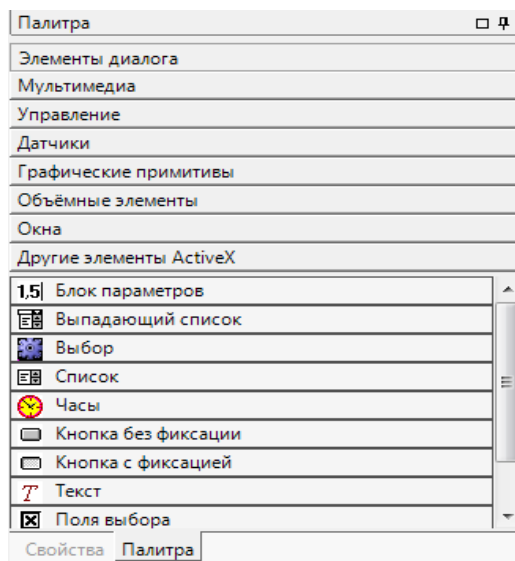 Палитра
Элементы диалога
Мультимедиа
Управление
Датчики
Графические примитивы
Объёмные элементы
Окна
Другие элементы ActiveX
1,5 Блок параметров
Выпадающий список
Выбор
Список
Часы
Кнопка без фиксации
Кнопка с фиксацией
T Текст
Поля выбора
Свойства Палитра